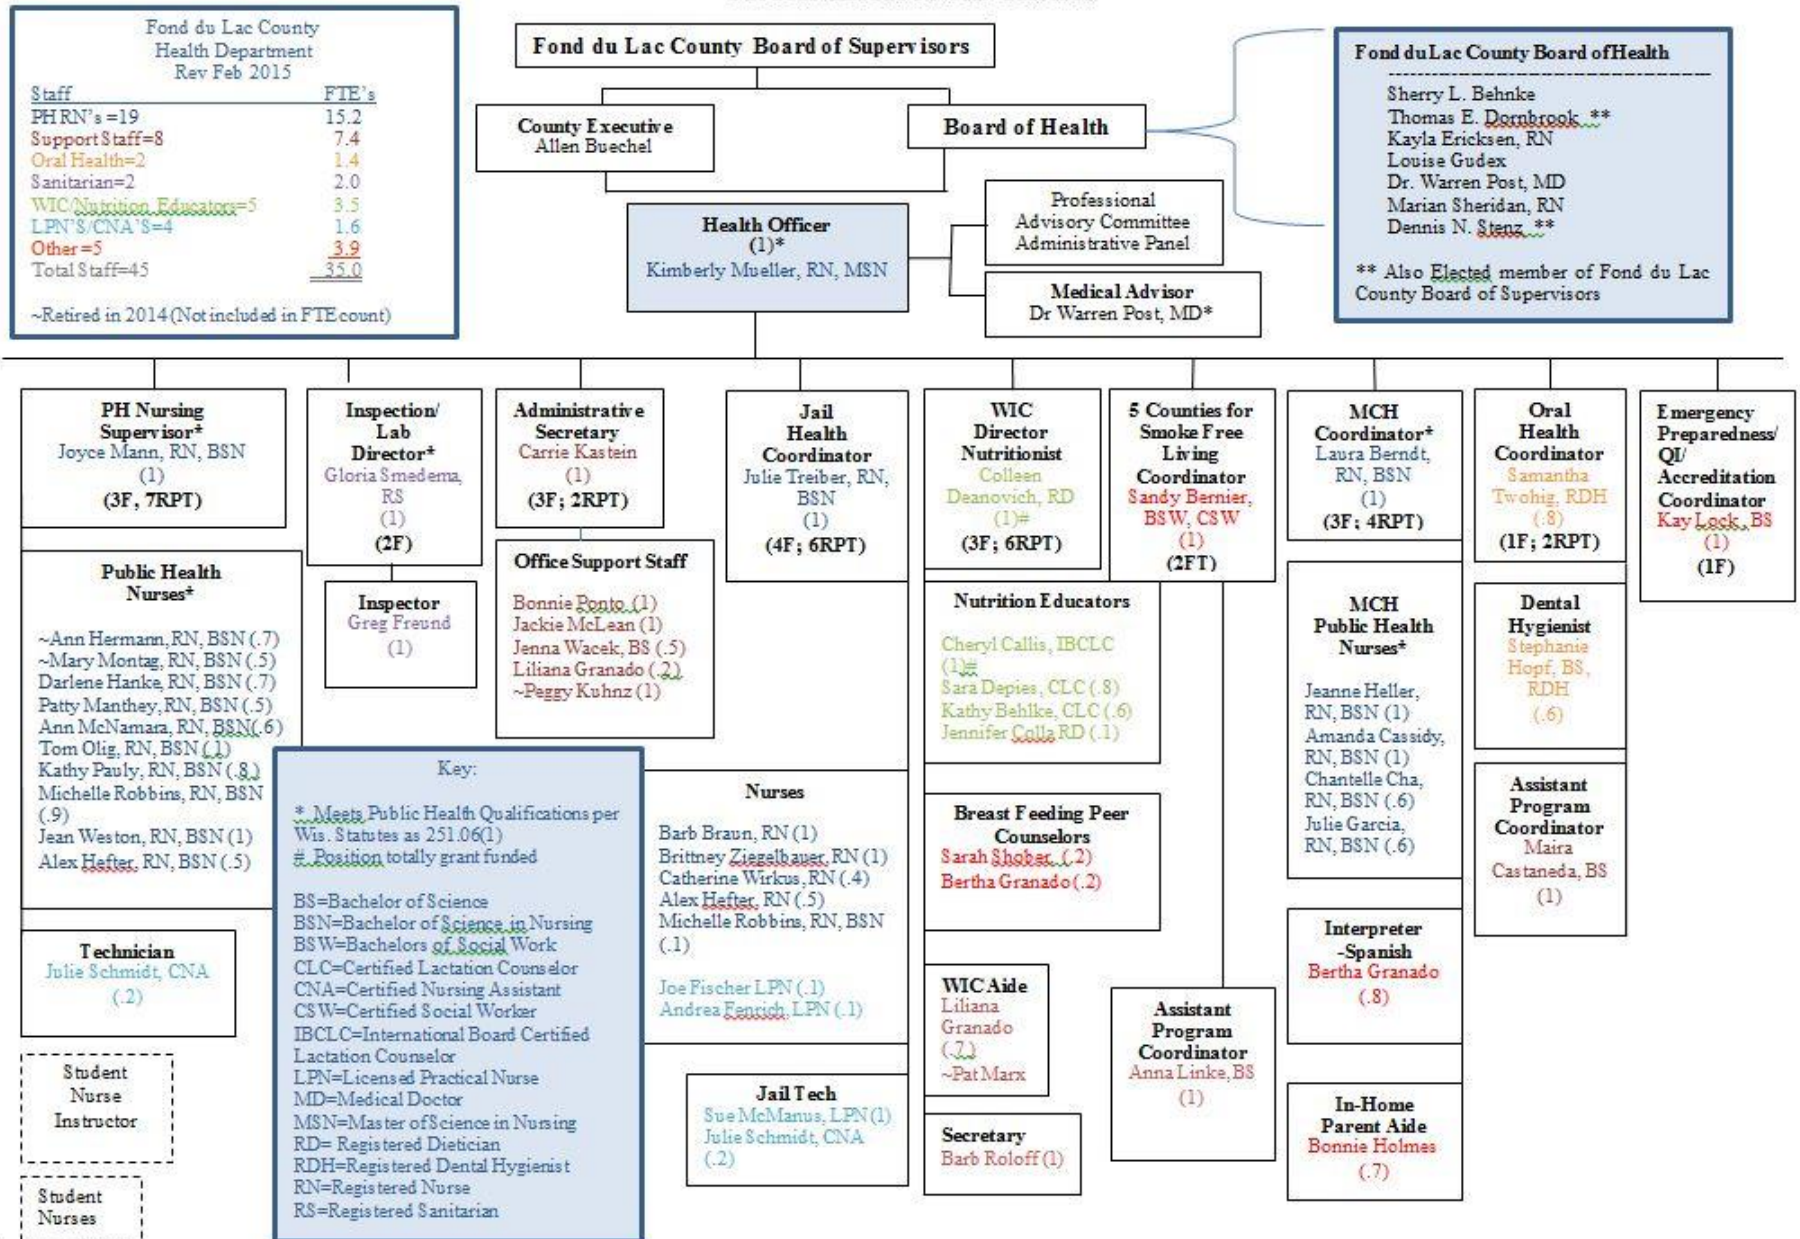 Fond du Lac County
Health Department
Rev Feb 2015
Staff FTE's
PH RN's =19 15.2
Support Staff=8 7.4
Oral Health=2 1.4
Sanitarian=2 2.0
WIC/Nutrition Educators=5 3.5
LPN'S/CNA'S=4 1.6
Other=5 3.9
Total Staff=45 35.0
~Retired in 2014(Not included in FTE count)
Fond du Lac County Board of Supervisors
County Executive
Allen Buechel
Board of Health
Fond du Lac County Board of Health
Sherry L. Behnke
Thomas E. Dornbrook **
Kayla Ericksen, RN
Louise Gudex
Dr. Warren Post, MD
Marian Sheridan, RN
Dennis N. Stenz **
** Also Elected member of Fond du Lac
County Board of Supervisors
Health Officer
(1)*
Kimberly Mueller, RN, MSN
Professional
Advisory Committee
Administrative Panel
Medical Advisor
Dr Warren Post, MD*
PH Nursing
Supervisor*
Joyce Mann, RN, BSN
(1)
(3F, 7RPT)
Public Health
Nurses*
~Ann Hermann, RN, BSN (.7)
~Mary Montag, RN, BSN (.5)
Darlene Hanke, RN, BSN (.7)
Patty Manthey, RN, BSN (.5)
Ann McNamara, RN, BSN(.6)
Tom Olig, RN, BSN (.1)
Kathy Pauly, RN, BSN (.8)
Michelle Robbins, RN, BSN
(.9)
Jean Weston, RN, BSN (1)
Alex Hefter, RN, BSN (.5)
Technician
Julie Schmidt, CNA
(.2)
Student
Nurse
Instructor
Student
Nurses
Inspection/
Lab
Director*
Gloria Smedema,
RS
(1)
(2F)
Inspector
Greg Freund
(1)
Administrative
Secretary
Carrie Kastein
(1)
(3F; 2RPT)
Office Support Staff
Bonnie Ponto (1)
Jackie McLean (1)
Jenna Wacek, BS (.5)
Liliana Granado (.2)
~Peggy Kuhnz (1)
Key:
* Meets Public Health Qualifications per
Wis. Statutes as 251.06(1)
# Position totally grant funded
BS=Bachelor of Science
BSN=Bachelor of Science in Nursing
BSW=Bachelors of Social Work
CLC=Certified Lactation Counselor
CNA=Certified Nursing Assistant
CSW=Certified Social Worker
IBCLC=International Board Certified
Lactation Counselor
LPN=Licensed Practical Nurse
MD=Medical Doctor
MSN=Master of Science in Nursing
RD= Registered Dietician
RDH=Registered Dental Hygienist
RN=Registered Nurse
RS=Registered Sanitarian
Jail
Health
Coordinator
Julie Treiber, RN,
BSN
(1)
(4F; 6RPT)
Nurses
Barb Braun, RN (1)
Brittney Ziegelbauer, RN (1)
Catherine Wirkus, RN (.4)
Alex Hefter, RN (.5)
Michelle Robbins, RN, BSN
(.1)
Joe Fischer LPN (.1)
Andrea Fenrich, LPN (.1)
Jail Tech
Sue McManus, LPN (1)
Julie Schmidt, CNA
(.2)
WIC
Director
Nutritionist
Colleen
Deanovich, RD
(1)#
(3F; 6RPT)
Nutrition Educators
Cheryl Callis, IBCLC
(1)#
Sara Depies, CLC (.8)
Kathy Behlke, CLC (.6)
Jennifer Colla RD (.1)
Breast Feeding Peer
Counselors
Sarah Shober (.2)
Bertha Granado (.2)
WIC Aide
Liliana
Granado
(.7)
~Pat Marx
Secretary
Barb Roloff (1)
5 Counties for
Smoke Free
Living
Coordinator
Sandy Bernier,
BSW, CSW
(1)
(2FT)
Assistant
Program
Coordinator
Anna Linke, BS
(1)
MCH
Coordinator*
Laura Berndt,
RN, BSN
(1)
(3F; 4RPT)
MCH
Public Health
Nurses*
Jeanne Heller,
RN, BSN (1)
Amanda Cassidy,
RN, BSN (1)
Chantelle Cha,
RN, BSN (.6)
Julie Garcia,
RN, BSN (.6)
Interpreter
-Spanish
Bertha Granado
(.8)
In-Home
Parent Aide
Bonnie Holmes
(.7)
Oral
Health
Coordinator
Samantha
Twohig, RDH
(.8)
(1F; 2RPT)
Dental
Hygienist
Stephanie
Hopf, BS,
RDH
(.6)
Assistant
Program
Coordinator
Maira
Castaneda, BS
(1)
Emergency
Preparedness/
QI/
Accreditation
Coordinator
Kay Lock, BS
(1)
(1F)